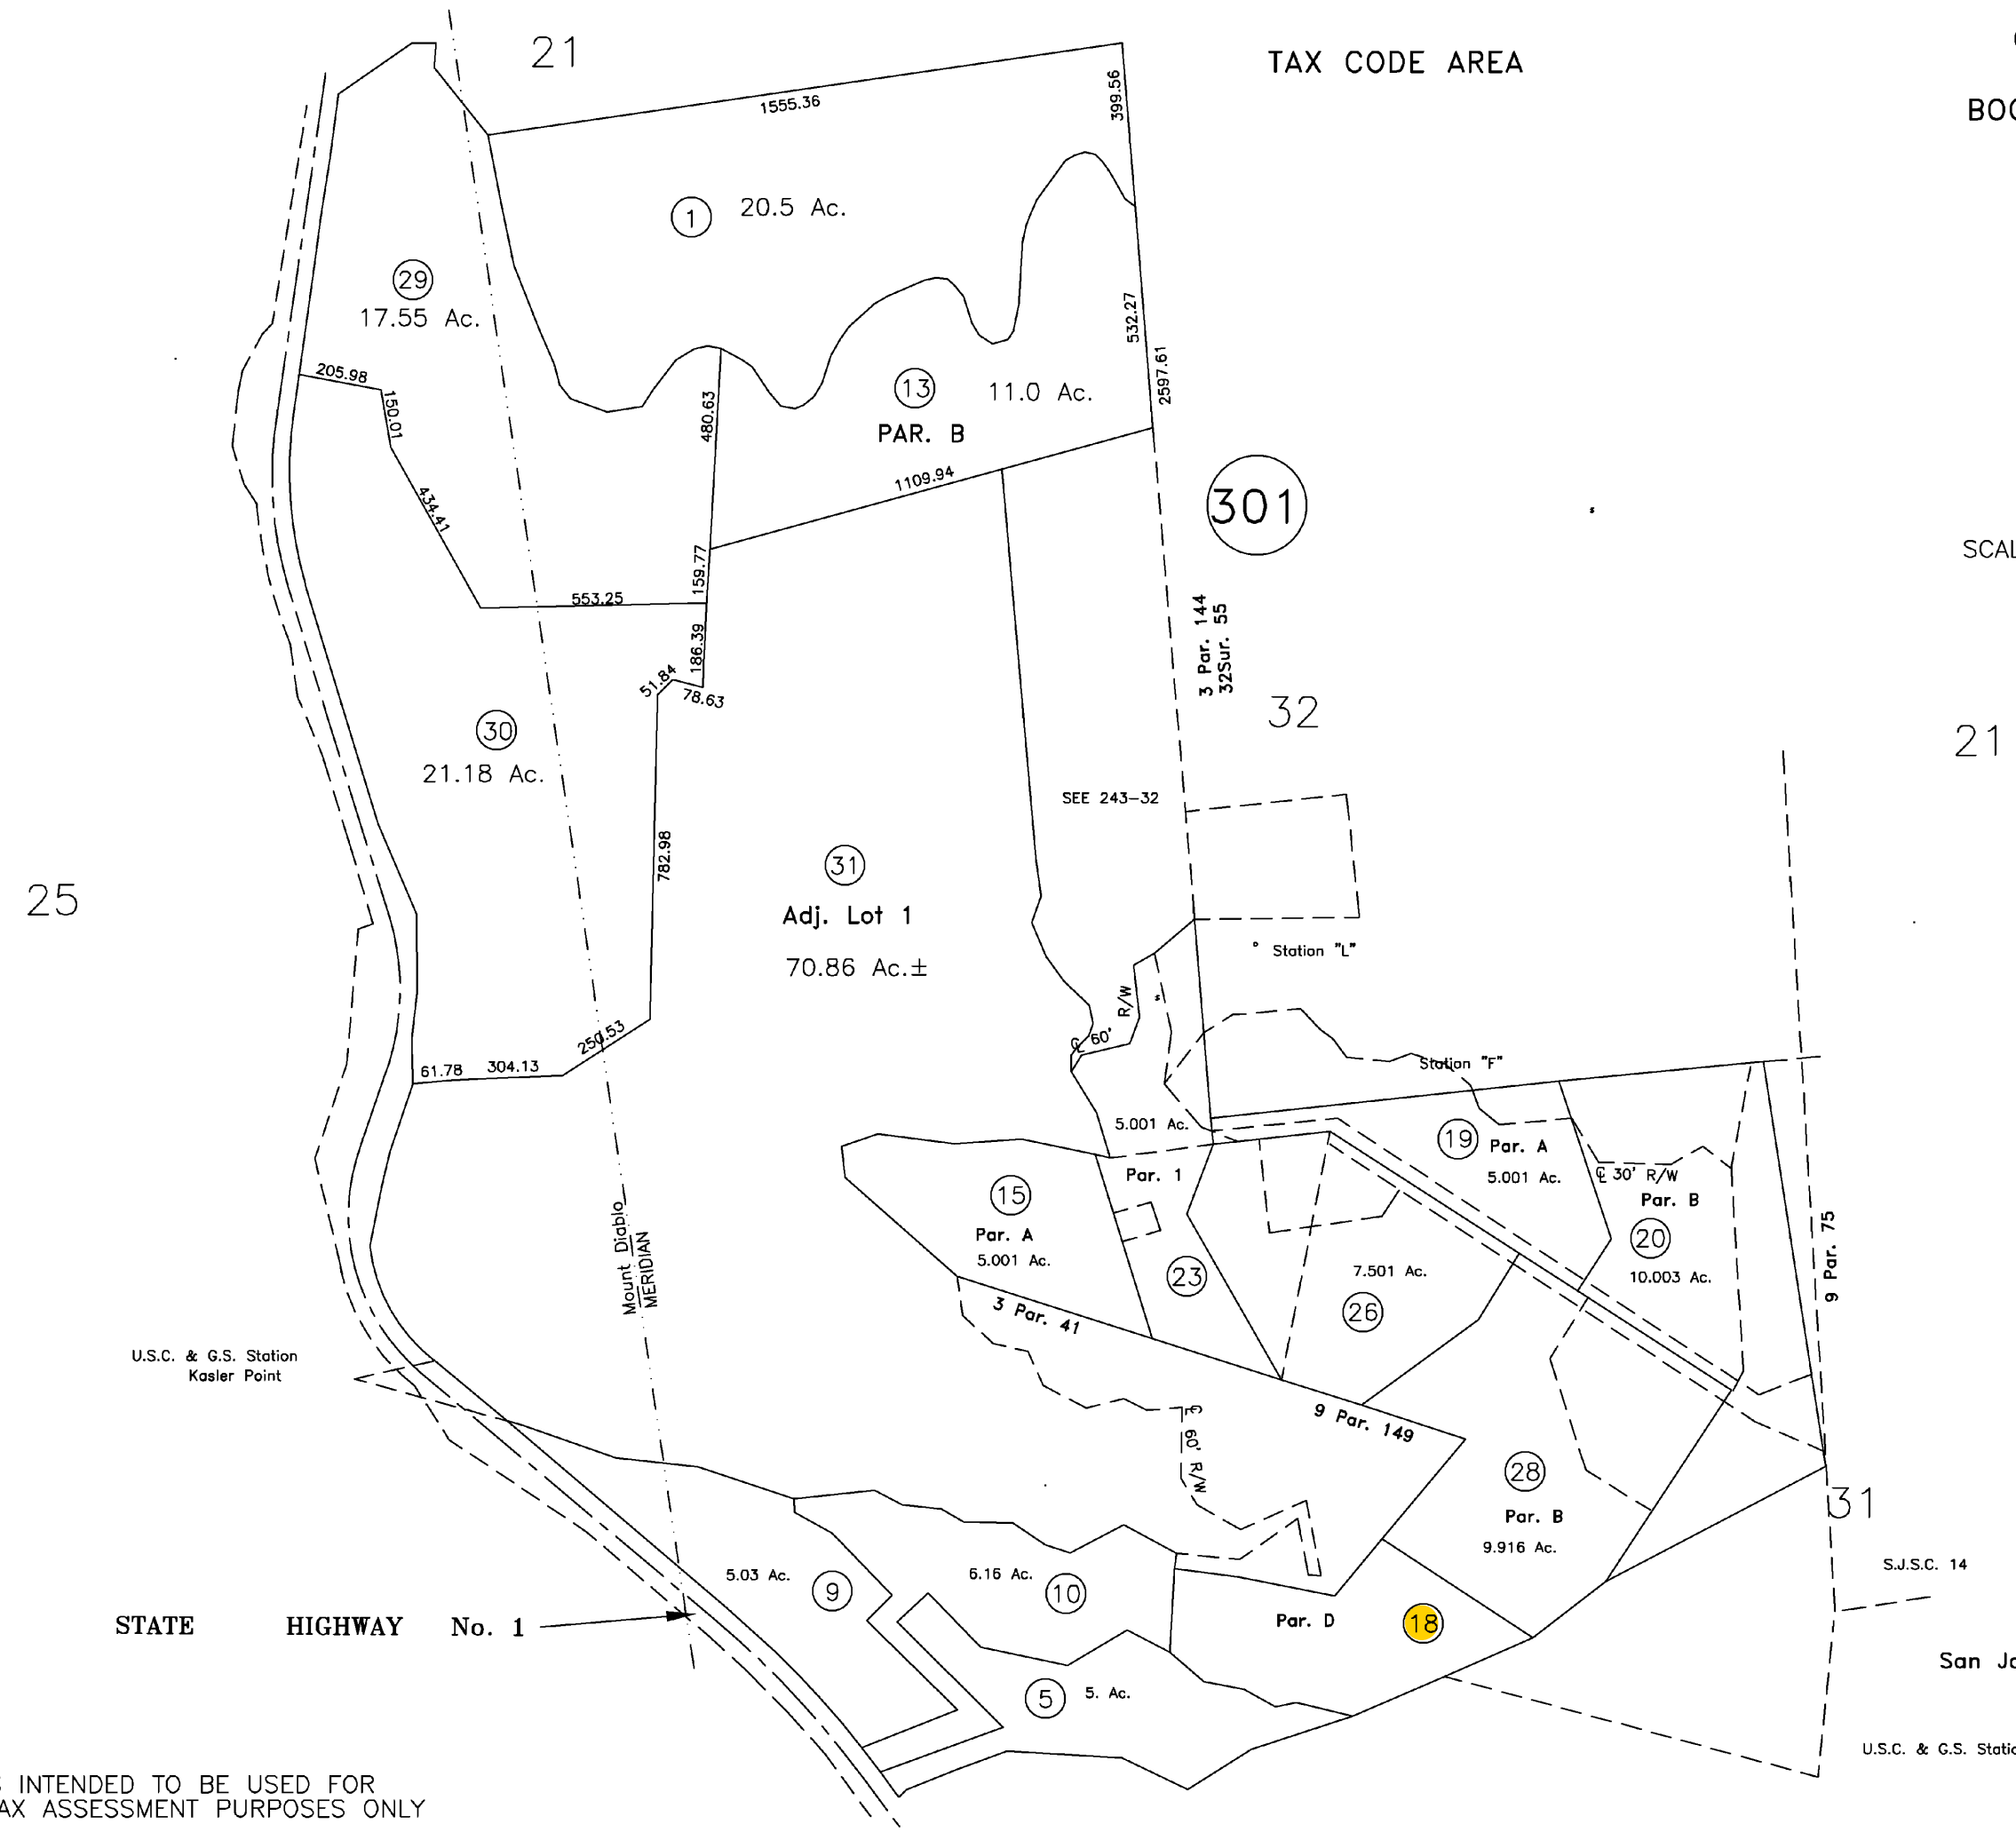 21
TAX CODE AREA
BOO
1555.36
399.56
1
20.5 Ac.
29
17.55 Ac.
532.27
2597.61
205.98
150.01
480.63
13
11.0 Ac.
PAR. B
1109.94
434.41
301
SCAL
159.77
553.25
186.39
3 Par. 144
32Sur. 55
51.84
78.63
32
21
30
21.18 Ac.
SEE 243-32
782.98
31
Adj. Lot 1
70.86 Ac.±
25
Station "L"
R/W
℄ 60'
250.53
61.78
304.13
Station "F"
5.001 Ac.
19
Par. A
5.001 Ac.
℄ 30' R/W
Par. B
20
10.003 Ac.
Par. 1
15
Par. A
5.001 Ac.
23
7.501 Ac.
26
9 Par. 75
Mount Diablo
MERIDIAN
3 Par. 41
U.S.C. & G.S. Station
Kasler Point
9 Par. 149
℄ 60' R/W
28
Par. B
9.916 Ac.
31
S.J.S.C. 14
5.03 Ac.
9
6.16 Ac.
10
Par. D
18
STATE HIGHWAY No. 1
5
5. Ac.
San Jo
U.S.C. & G.S. Statio
S INTENDED TO BE USED FOR
AX ASSESSMENT PURPOSES ONLY